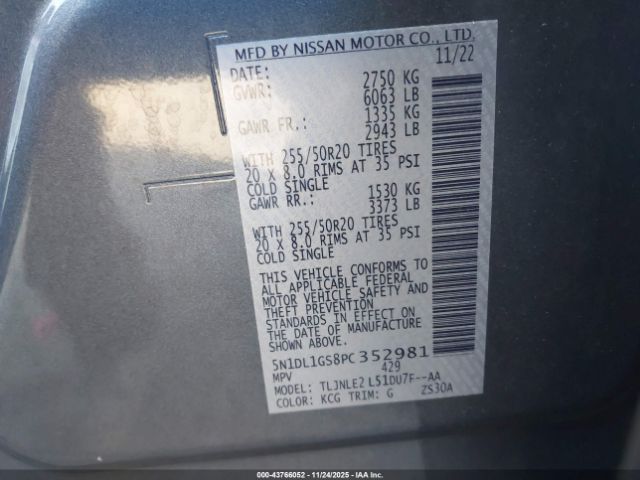 MFD BY NISSAN MOTOR CO., LTD.
DATE: 11/22
GVWR: 2750 KG
6063 LB
GAWR FR.: 1335 KG
2943 LB
WITH 255/50R20 TIRES
20 X 8.0 RIMS AT 35 PSI
COLD SINGLE
GAWR RR.: 1530 KG
3373 LB
WITH 255/50R20 TIRES
20 X 8.0 RIMS AT 35 PSI
COLD SINGLE
THIS VEHICLE CONFORMS TO
ALL APPLICABLE FEDERAL
MOTOR VEHICLE SAFETY AND
THEFT PREVENTION
STANDARDS IN EFFECT ON
THE DATE OF MANUFACTURE
SHOWN ABOVE.
5N1DL1GS8PC352981
MPV 429
MODEL: TLJNLE2 L51DU7F--AA
COLOR: KCG TRIM: G ZS30A
000-43766052 | 11/24/2025 | IAA Inc.